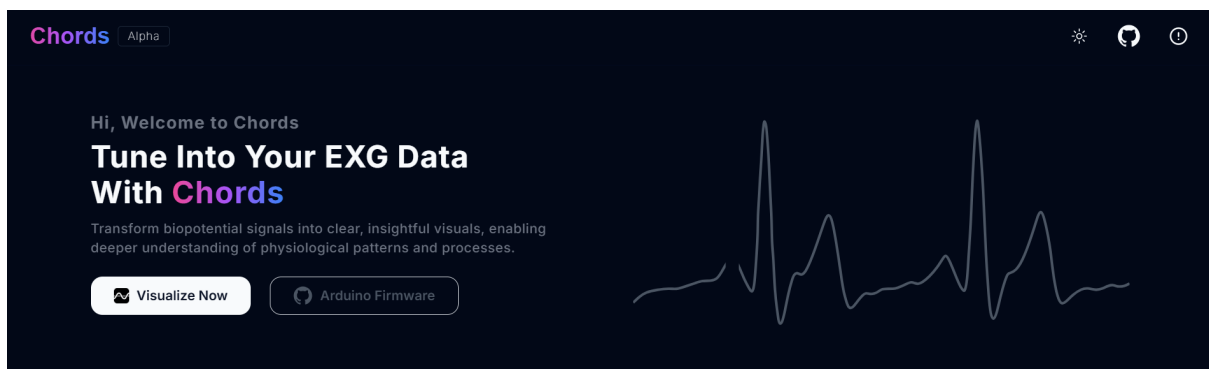 Chords Alpha
Hi, Welcome to Chords
Tune Into Your EXG Data
With Chords
Transform biopotential signals into clear, insightful visuals, enabling
deeper understanding of physiological patterns and processes.
Visualize Now Arduino Firmware